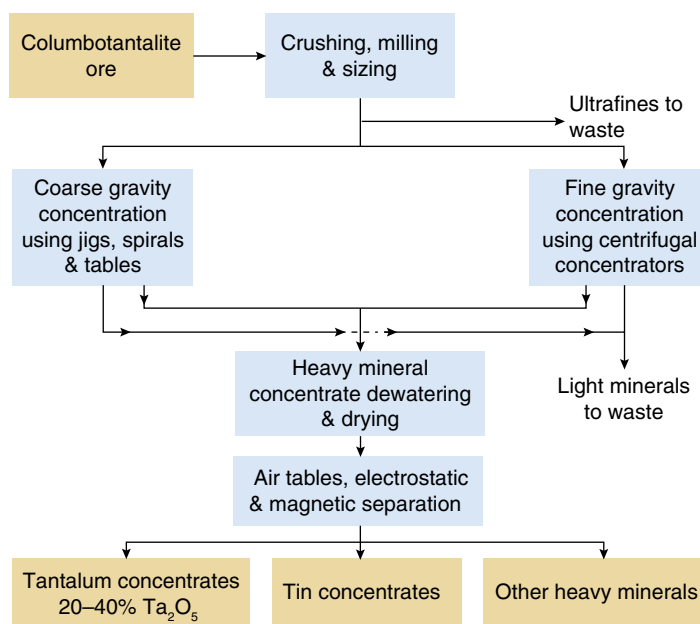 Columbotantalite
ore
Crushing, milling
& sizing
Ultrafines to
waste
Coarse gravity
concentration
using jigs, spirals
& tables
Fine gravity
concentration
using centrifugal
concentrators
Heavy mineral
concentrate dewatering
& drying
Light minerals
to waste
Air tables, electrostatic
& magnetic separation
Tantalum concentrates
20–40% Ta₂O₅
Tin concentrates
Other heavy minerals